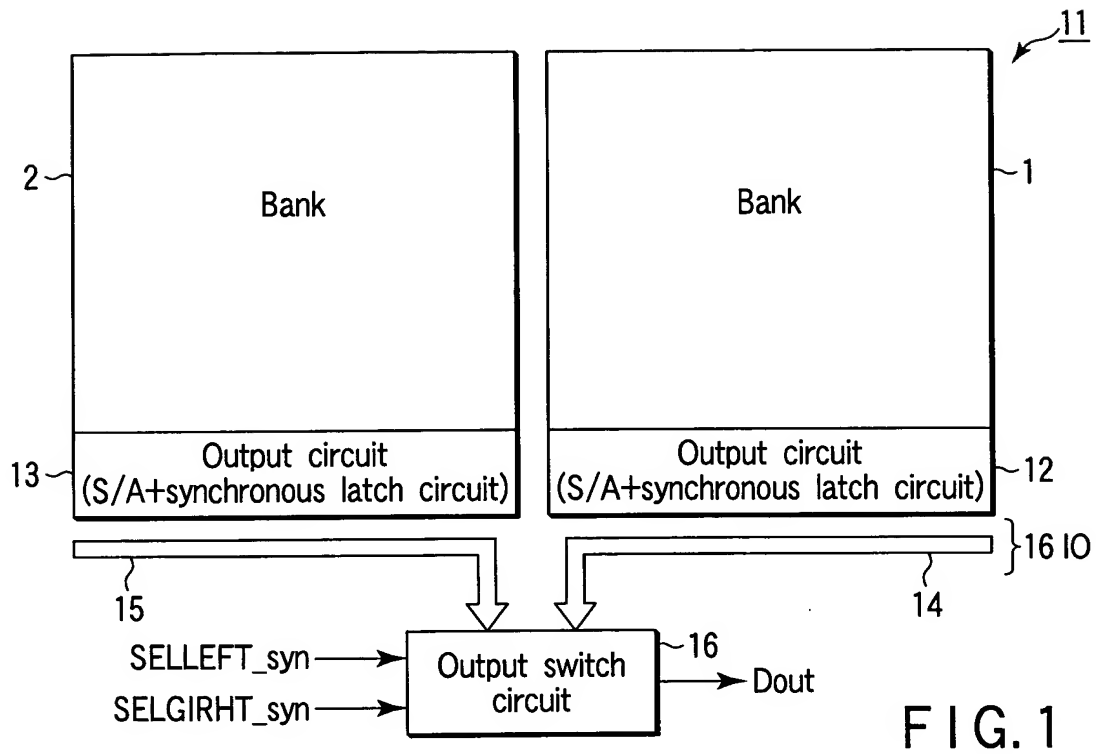 11
2
Bank
Bank
1
13
Output circuit
(S/A+synchronous latch circuit)
Output circuit
(S/A+synchronous latch circuit)
12
16 IO
15
14
SELLEFT_syn
SELGIRHT_syn
Output switch
circuit
16
Dout
FIG. 1